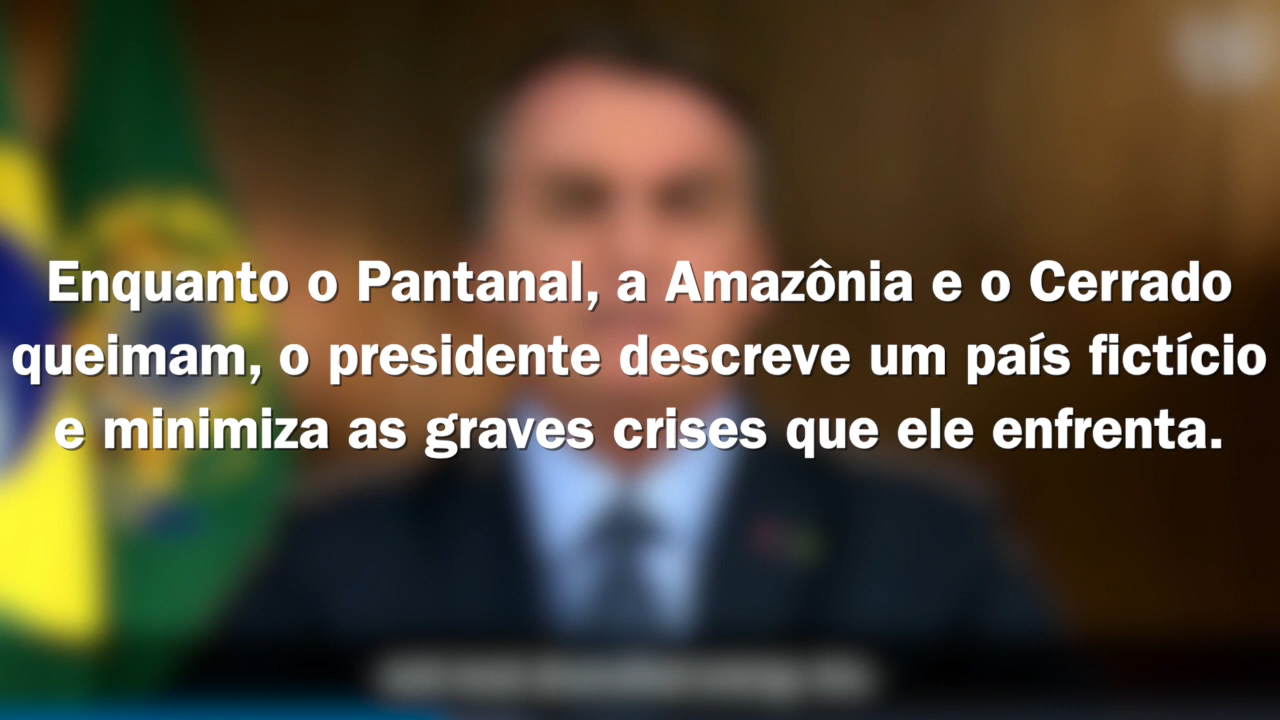 Enquanto o Pantanal, a Amazônia e o Cerrado
queimam, o presidente descreve um país fictício
e minimiza as graves crises que ele enfrenta.